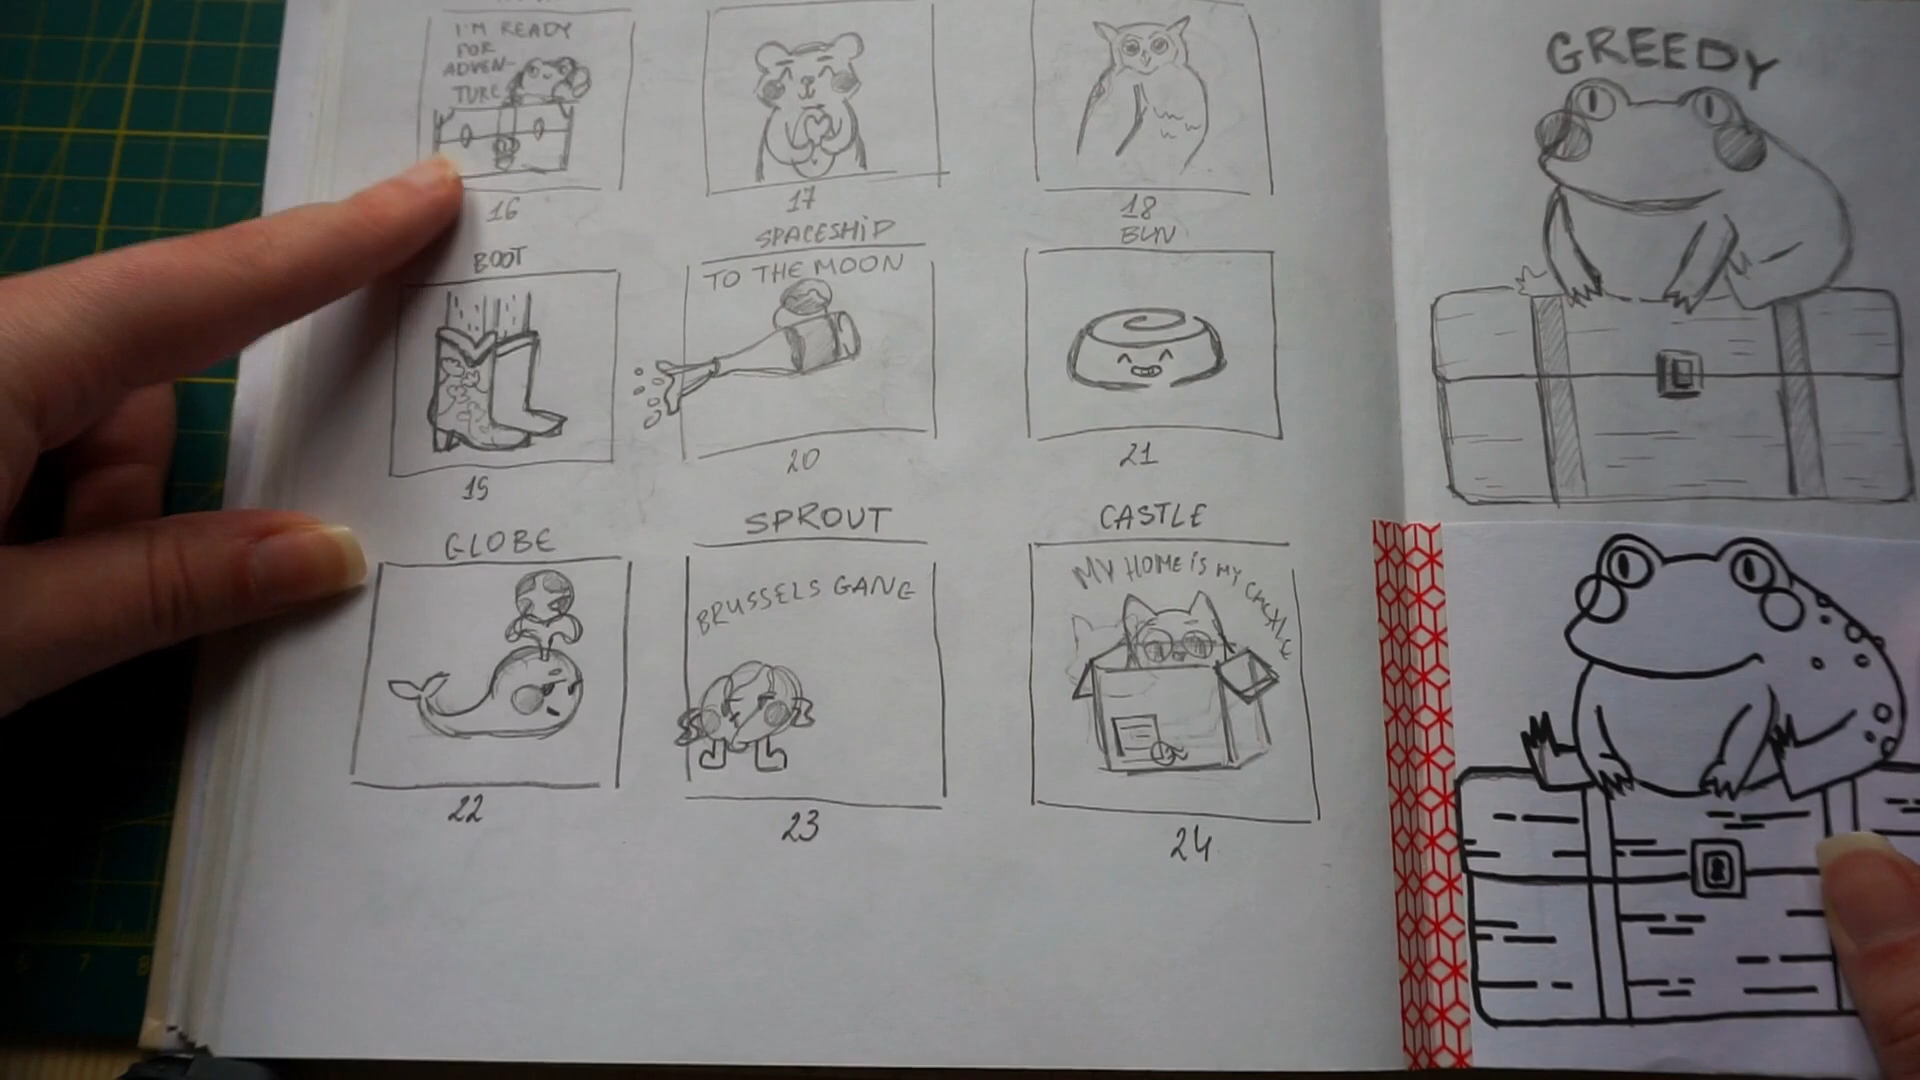 I'M READY
FOR
ADVEN-
TURE
16
17
18
BOOT
SPACESHIP
BUN
TO THE MOON
19
20
21
GLOBE
SPROUT
CASTLE
BRUSSELS GANG
MY HOME IS MY CASTLE
22
23
24
GREEDY